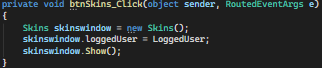 private void btnSkins_Click(object sender, RoutedEventArgs e)
{
Skins skinswindow = new Skins();
skinswindow.loggedUser = LoggedUser;
skinswindow.Show();
}